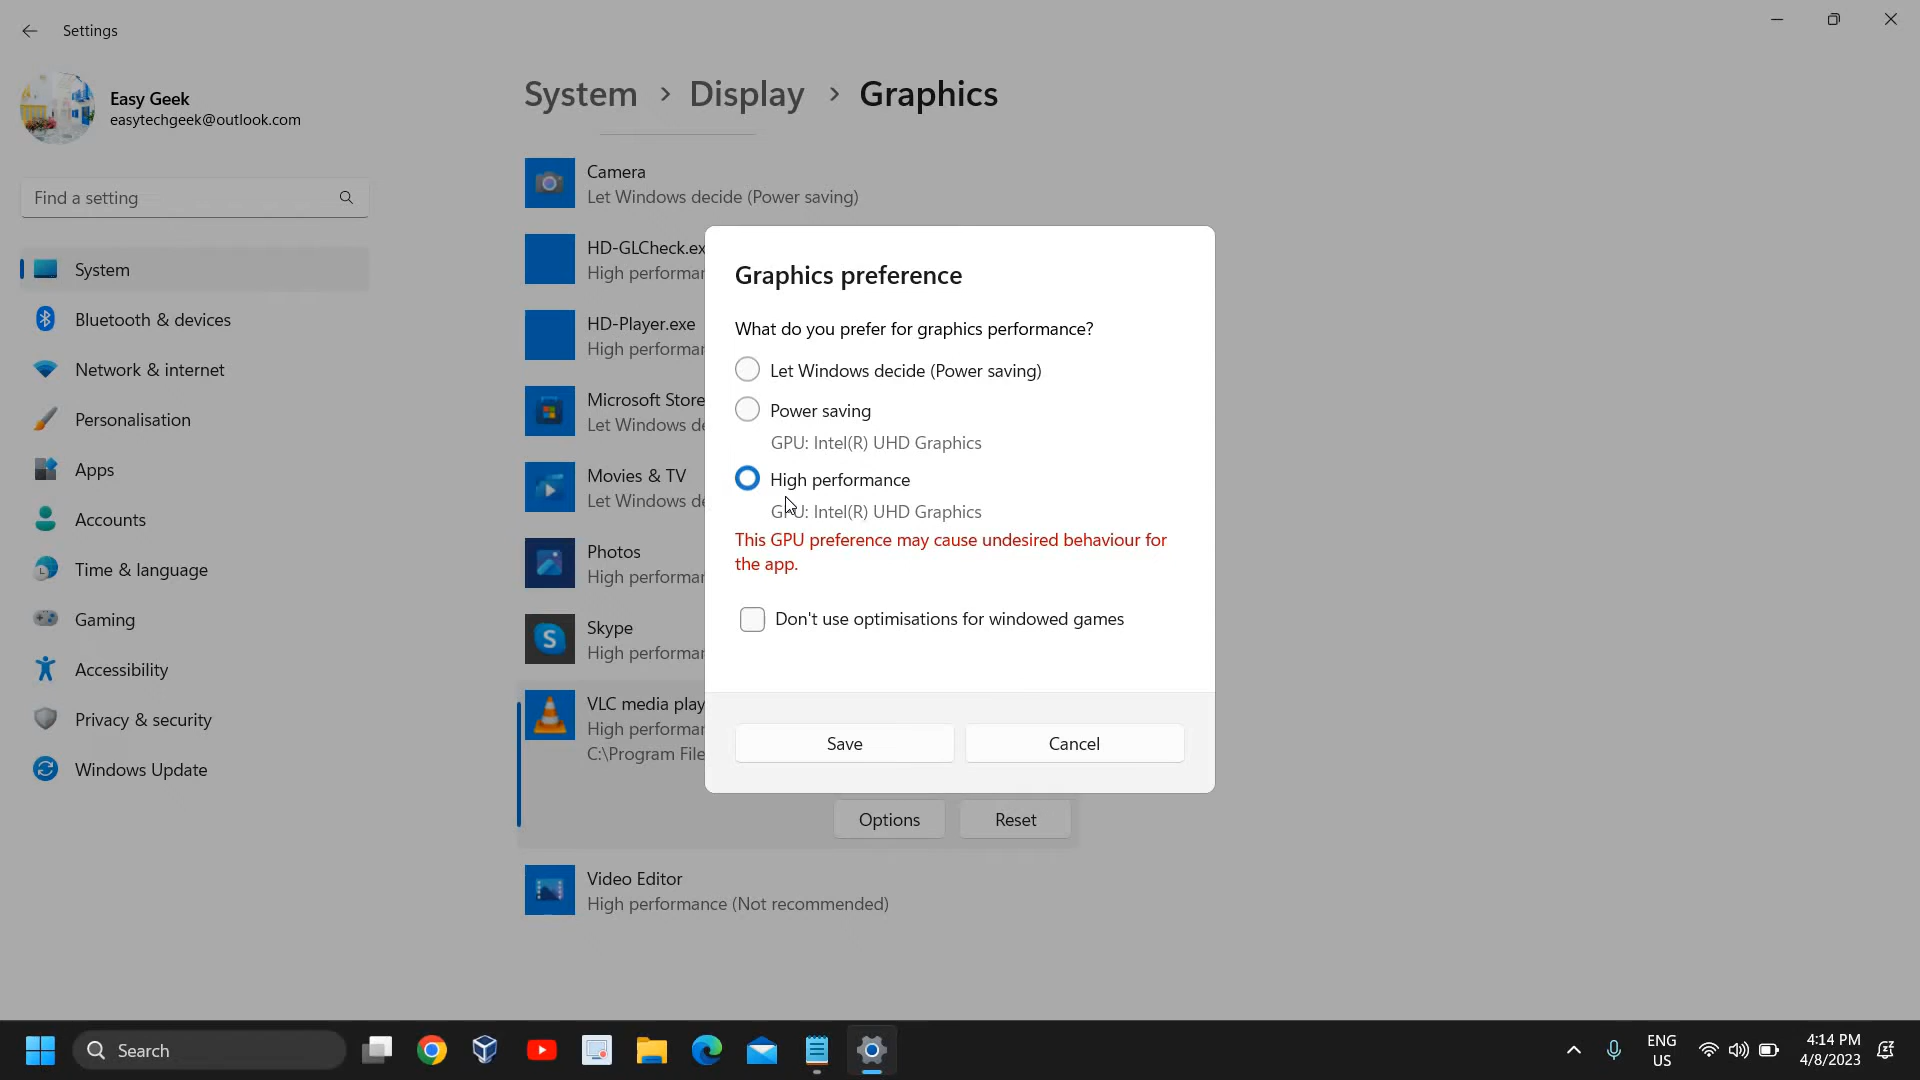 Settings
Easy Geek
easytechgeek@outlook.com
Find a setting
System
Bluetooth & devices
Network & internet
Personalisation
Apps
Accounts
Time & language
Gaming
Accessibility
Privacy & security
Windows Update
System > Display > Graphics
Camera
Let Windows decide (Power saving)
HD-GLCheck.ex
High performar
HD-Player.exe
High performar
Microsoft Store
Let Windows de
Movies & TV
Let Windows de
Photos
High performar
Skype
High performar
VLC media play
High performar
C:\Program File
Options
Reset
Video Editor
High performance (Not recommended)
Graphics preference
What do you prefer for graphics performance?
Let Windows decide (Power saving)
Power saving
GPU: Intel(R) UHD Graphics
High performance
GPU: Intel(R) UHD Graphics
This GPU preference may cause undesired behaviour for
the app.
Don't use optimisations for windowed games
Save
Cancel
Search
ENG
US
4:14 PM
4/8/2023